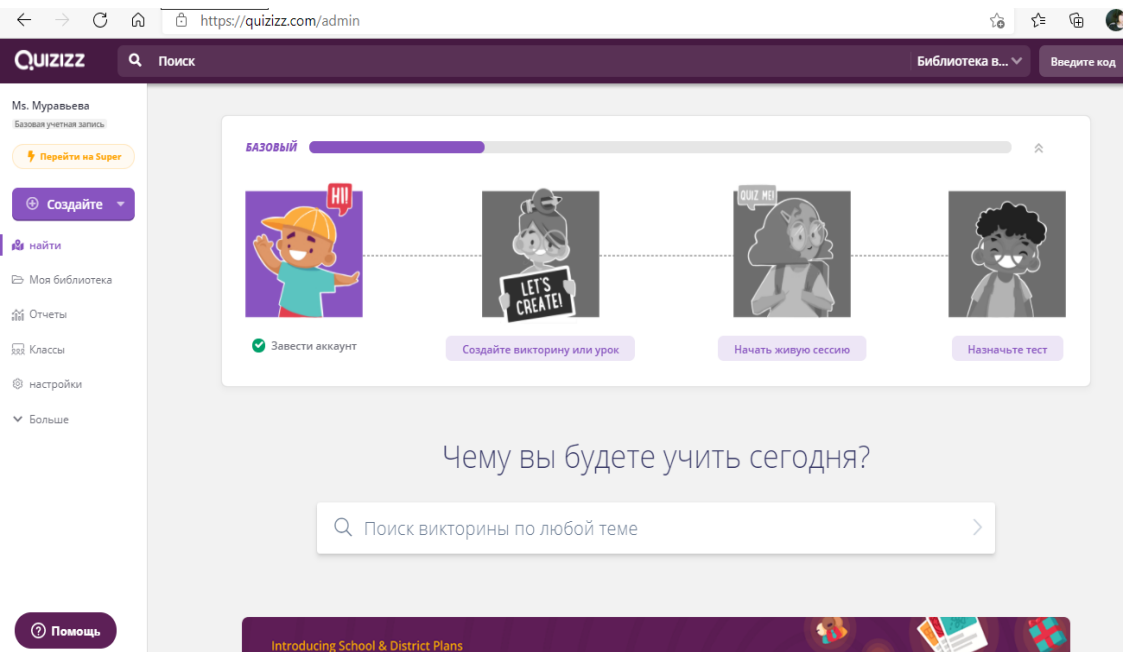 https://quizizz.com/admin
Quizizz
Поиск
Библиотека в...
Введите код
Ms. Муравьева
Базовая учетная запись
Перейти на Super
Создайте
найти
Моя библиотека
Отчеты
Классы
настройки
Больше
Помощь
БАЗОВЫЙ
HI!
LET'S
CREATE!
QUIZ ME!
Завести аккаунт
Создайте викторину или урок
Начать живую сессию
Назначьте тест
Чему вы будете учить сегодня?
Поиск викторины по любой теме
Introducing School & District Plans